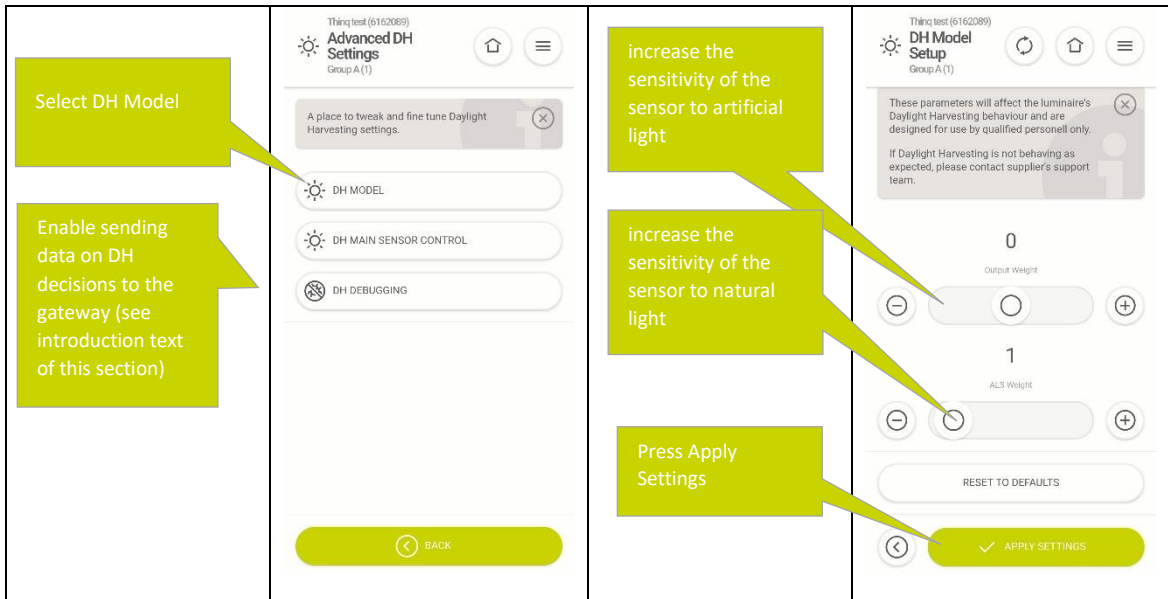 Select DH Model
Enable sending
data on DH
decisions to the
gateway (see
introduction text
of this section)
Thinq test (6162089)
Advanced DH
Settings
Group A (1)
A place to tweak and fine tune Daylight
Harvesting settings.
DH MODEL
DH MAIN SENSOR CONTROL
DH DEBUGGING
BACK
increase the
sensitivity of the
sensor to artificial
light
increase the
sensitivity of the
sensor to natural
light
Press Apply
Settings
Thinq test (6162089)
DH Model
Setup
Group A (1)
These parameters will affect the luminaire's
Daylight Harvesting behaviour and are
designed for use by qualified personell only.
If Daylight Harvesting is not behaving as
expected, please contact supplier's support
team.
0
Output Weight
1
ALS Weight
RESET TO DEFAULTS
APPLY SETTINGS